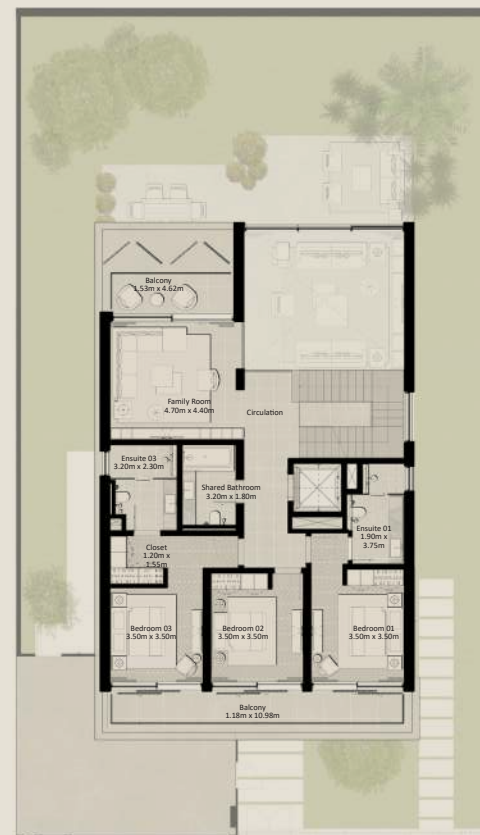 Balcony
1.53m x 4.62m
Family Room
4.70m x 4.40m
Circulation
Ensuite 03
3.20m x 2.30m
Shared Bathroom
3.20m x 1.80m
Ensuite 01
1.90m x
3.75m
Closet
1.20m x
1.55m
Bedroom 03
3.50m x 3.50m
Bedroom 02
3.50m x 3.50m
Bedroom 01
3.50m x 3.50m
Balcony
1.18m x 10.98m